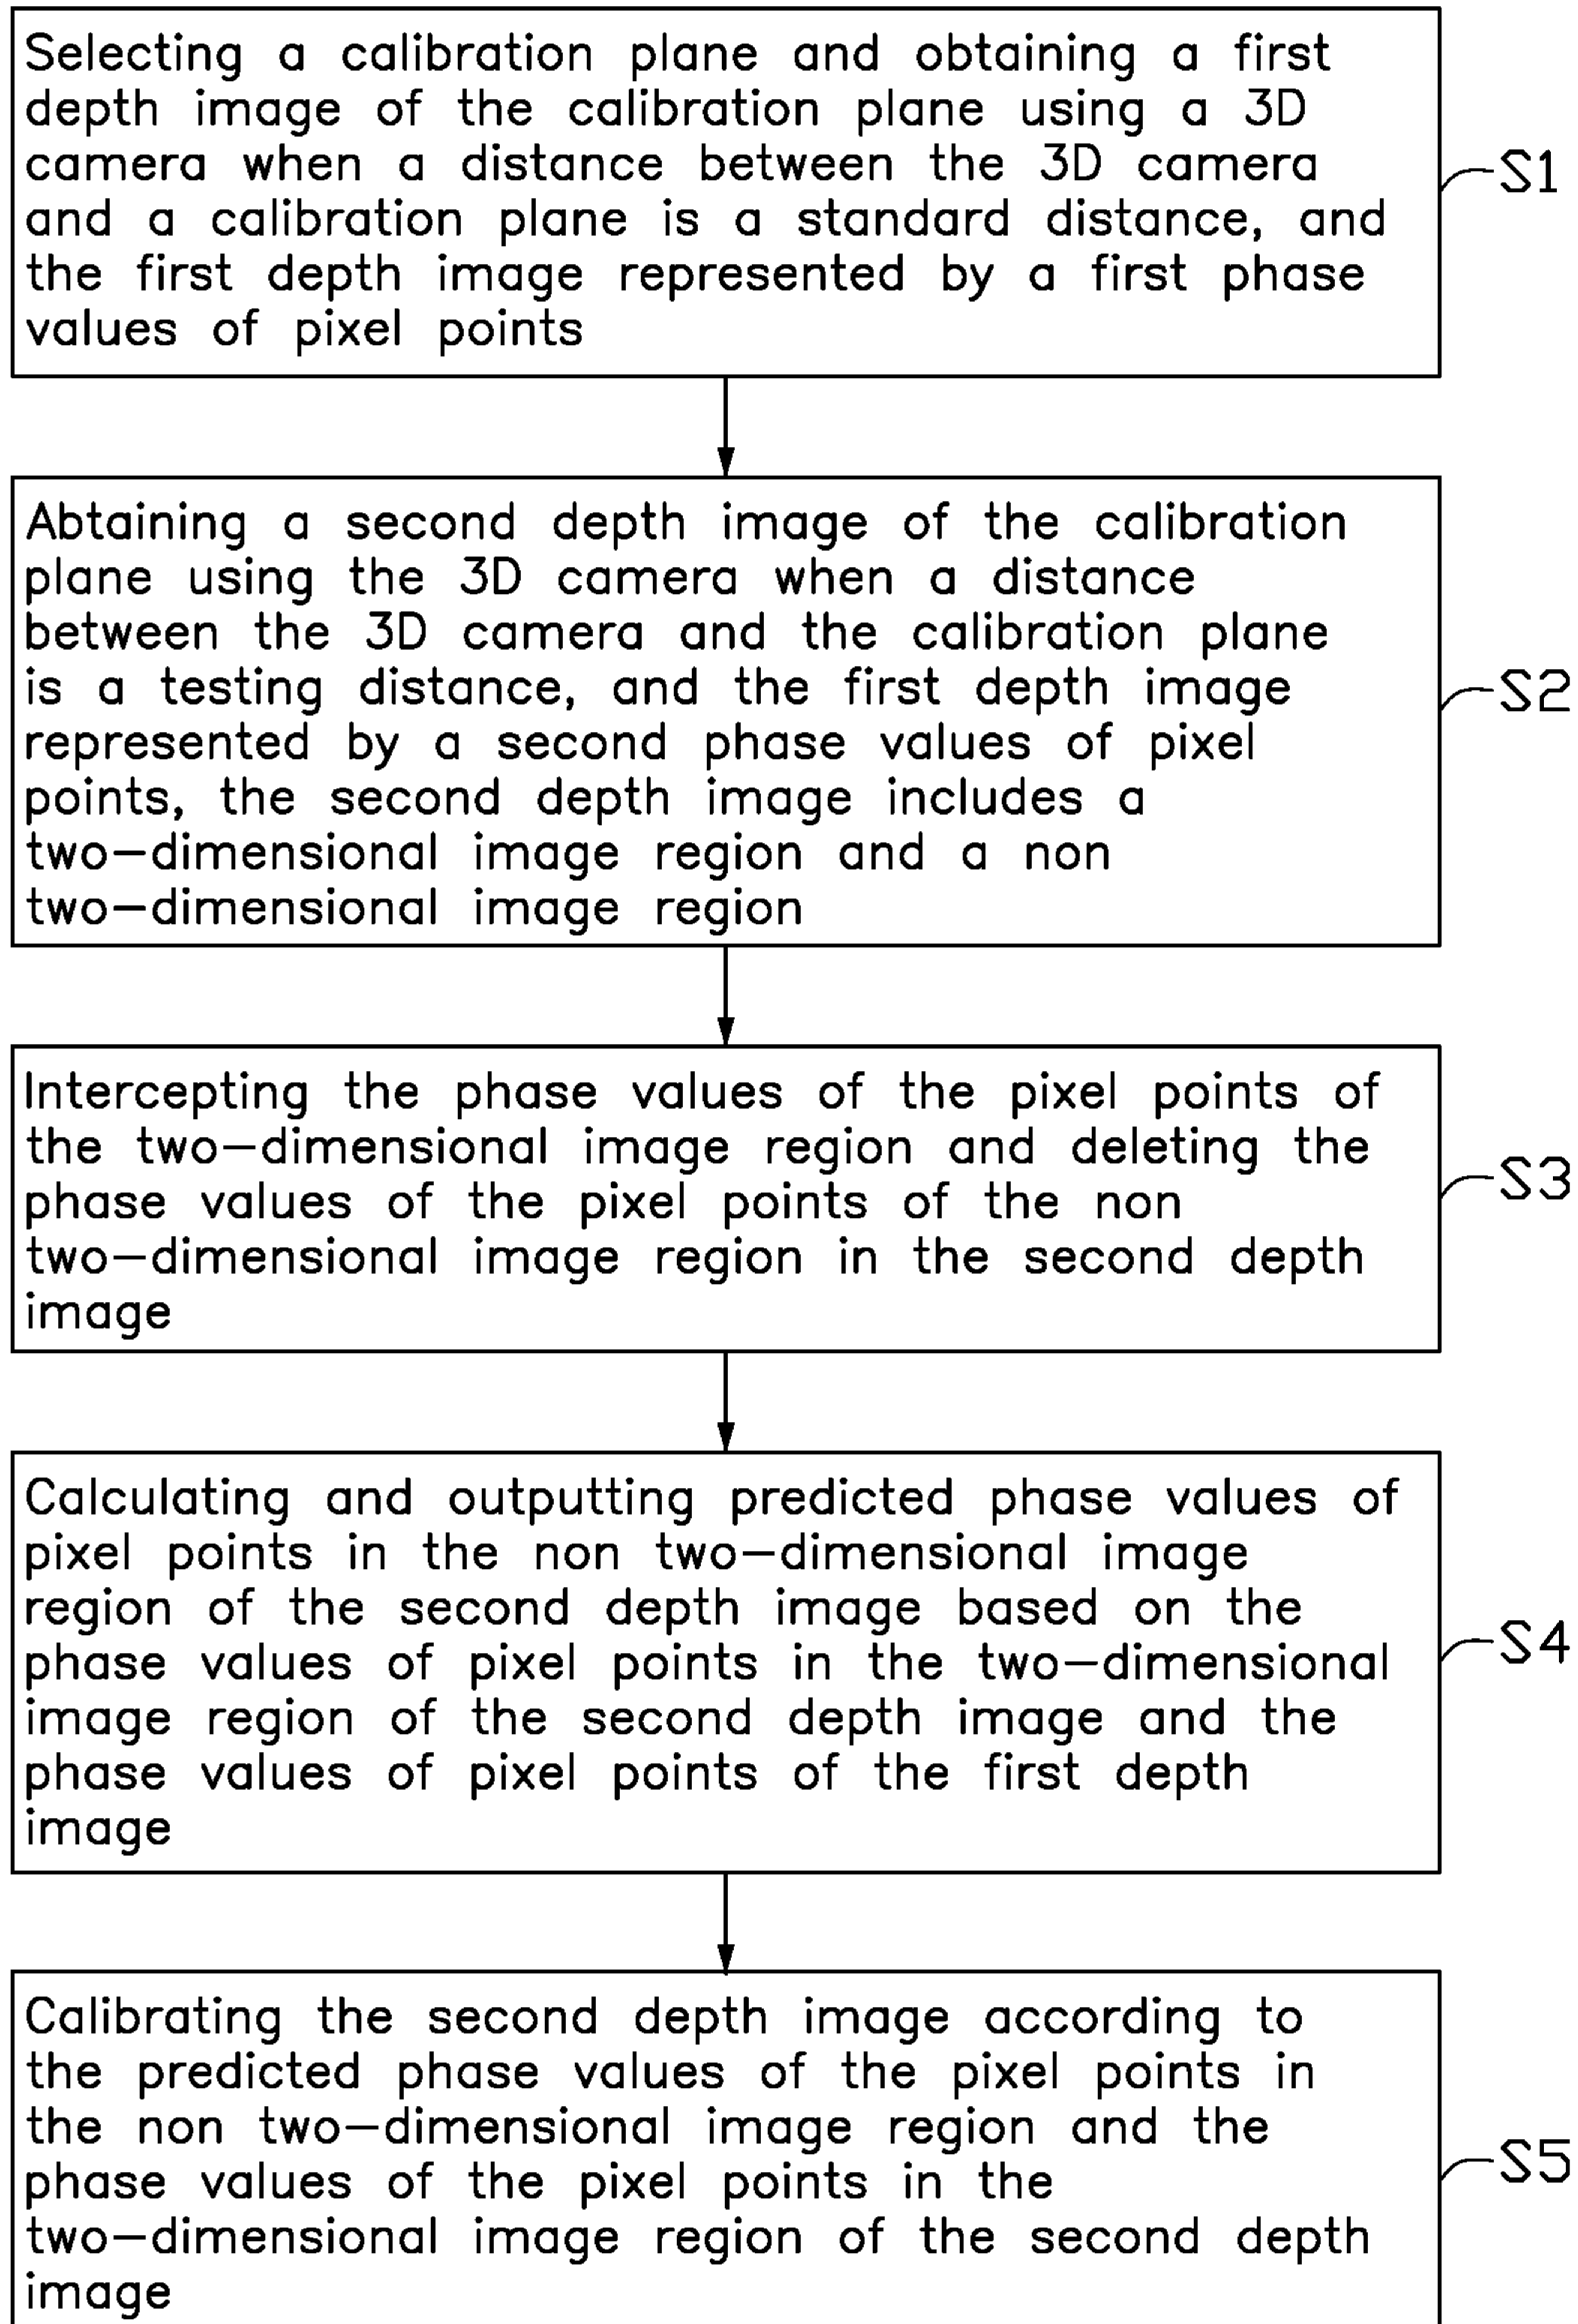 Selecting a calibration plane and obtaining a first
depth image of the calibration plane using a 3D
camera when a distance between the 3D camera
and a calibration plane is a standard distance, and
the first depth image represented by a first phase
values of pixel points
S1
Abtaining a second depth image of the calibration
plane using the 3D camera when a distance
between the 3D camera and the calibration plane
is a testing distance, and the first depth image
represented by a second phase values of pixel
points, the second depth image includes a
two-dimensional image region and a non
two-dimensional image region
S2
Intercepting the phase values of the pixel points of
the two-dimensional image region and deleting the
phase values of the pixel points of the non
two-dimensional image region in the second depth
image
S3
Calculating and outputting predicted phase values of
pixel points in the non two-dimensional image
region of the second depth image based on the
phase values of pixel points in the two-dimensional
image region of the second depth image and the
phase values of pixel points of the first depth
image
S4
Calibrating the second depth image according to
the predicted phase values of the pixel points in
the non two-dimensional image region and the
phase values of the pixel points in the
two-dimensional image region of the second depth
image
S5